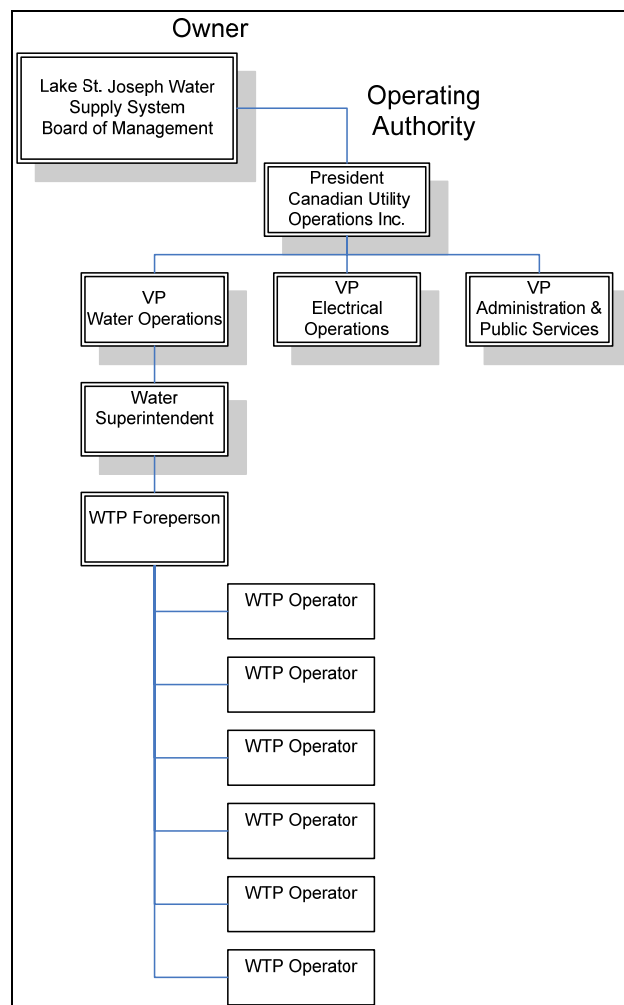 Owner
Lake St. Joseph Water
Supply System
Board of Management
Operating
Authority
President
Canadian Utility
Operations Inc.
VP
Water Operations
VP
Electrical
Operations
VP
Administration &
Public Services
Water
Superintendent
WTP Foreperson
WTP Operator
WTP Operator
WTP Operator
WTP Operator
WTP Operator
WTP Operator